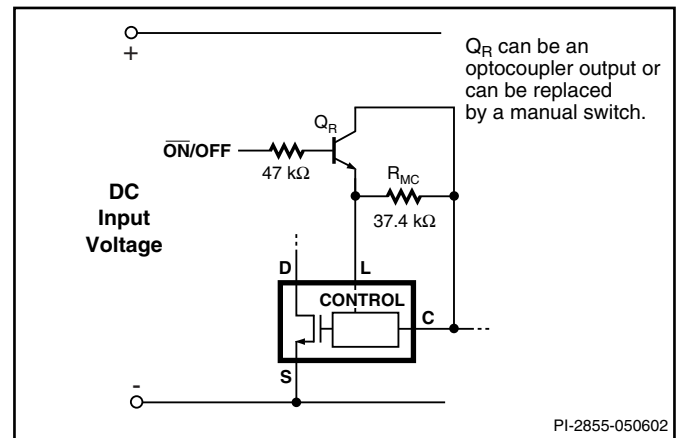 +
Q_R can be an
optocoupler output or
can be replaced
by a manual switch.
Q_R
ON/OFF
47 kΩ
R_MC
37.4 kΩ
DC
Input
Voltage
D
L
CONTROL
C
S
-
PI-2855-050602